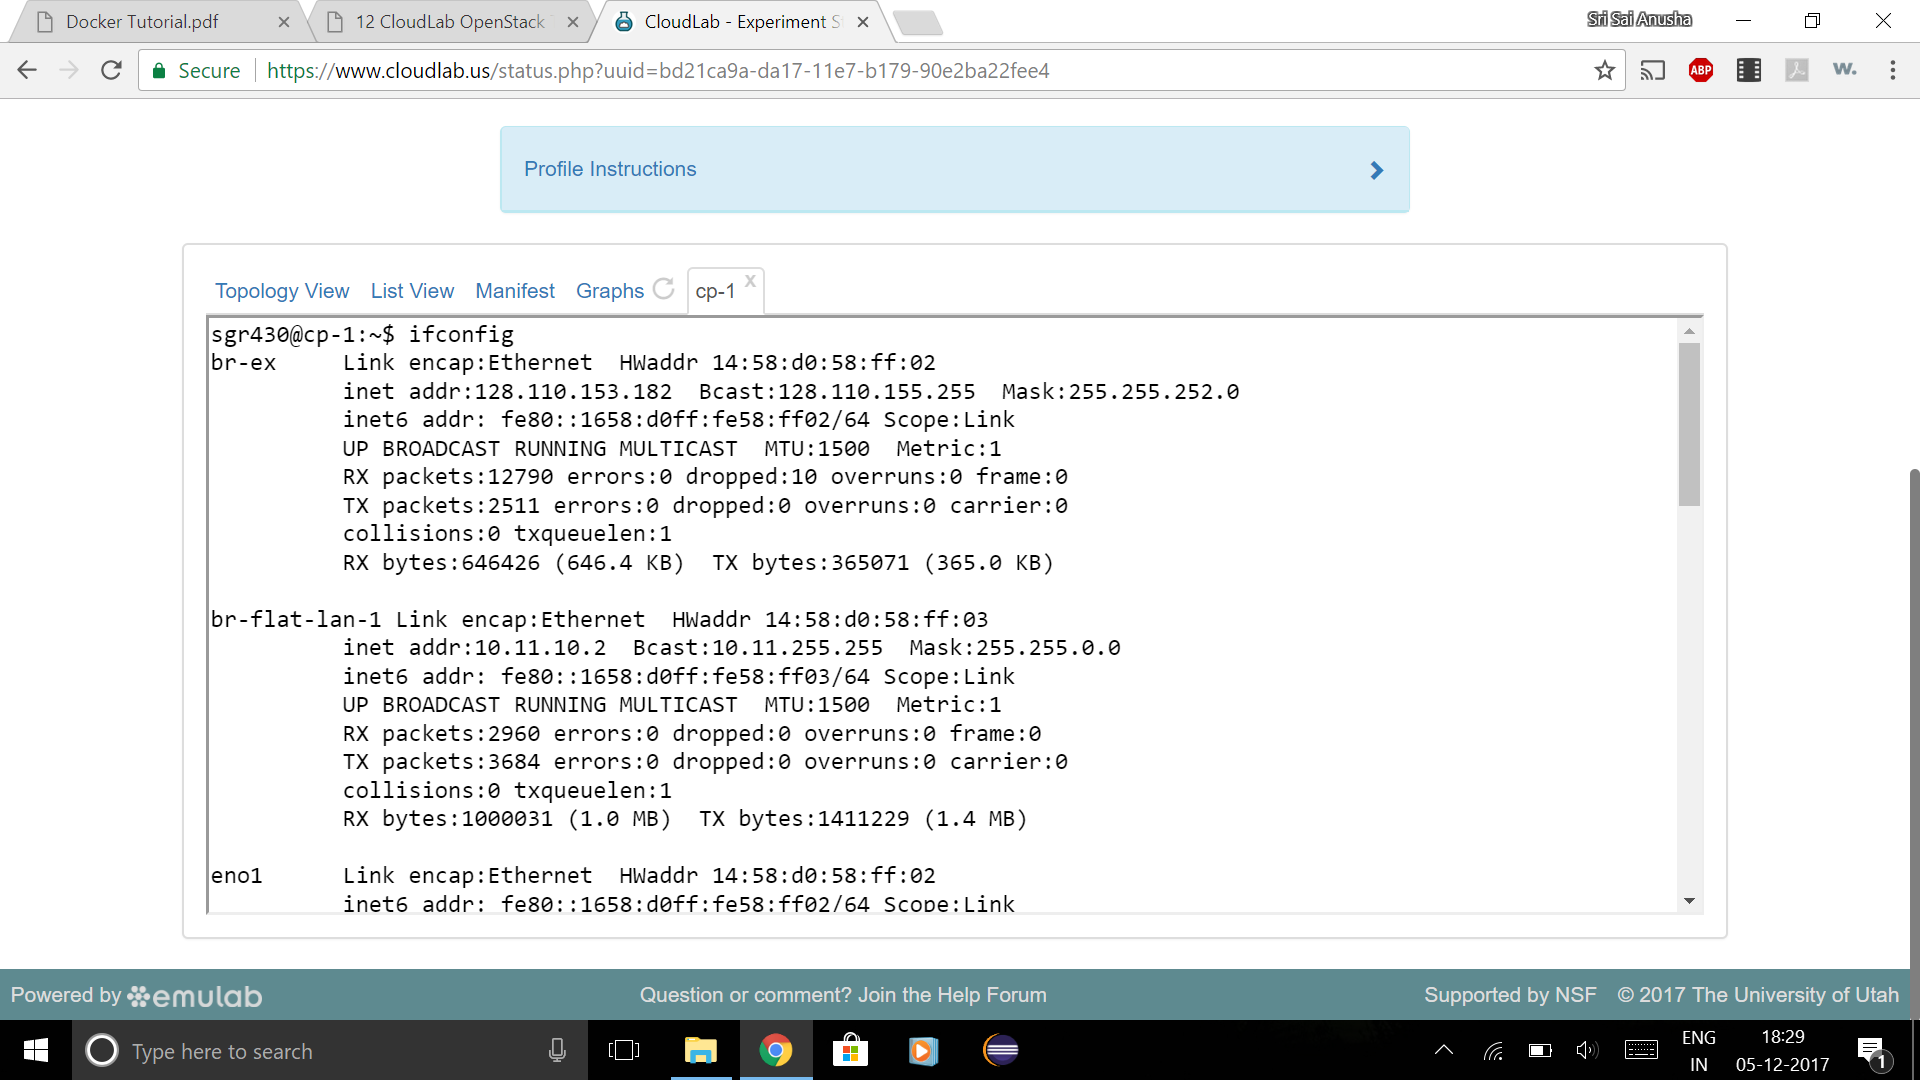 Docker Tutorial.pdf
12 CloudLab OpenStack
CloudLab - Experiment S
Sri Sai Anusha
Secure
https://www.cloudlab.us/status.php?uuid=bd21ca9a-da17-11e7-b179-90e2ba22fee4
ABP
w.
Profile Instructions
Topology View List View Manifest Graphs cp-1 x
sgr430@cp-1:~$ ifconfig
br-ex Link encap:Ethernet HWaddr 14:58:d0:58:ff:02
inet addr:128.110.153.182 Bcast:128.110.155.255 Mask:255.255.252.0
inet6 addr: fe80::1658:d0ff:fe58:ff02/64 Scope:Link
UP BROADCAST RUNNING MULTICAST MTU:1500 Metric:1
RX packets:12790 errors:0 dropped:10 overruns:0 frame:0
TX packets:2511 errors:0 dropped:0 overruns:0 carrier:0
collisions:0 txqueuelen:1
RX bytes:646426 (646.4 KB) TX bytes:365071 (365.0 KB)
br-flat-lan-1 Link encap:Ethernet HWaddr 14:58:d0:58:ff:03
inet addr:10.11.10.2 Bcast:10.11.255.255 Mask:255.255.0.0
inet6 addr: fe80::1658:d0ff:fe58:ff03/64 Scope:Link
UP BROADCAST RUNNING MULTICAST MTU:1500 Metric:1
RX packets:2960 errors:0 dropped:0 overruns:0 frame:0
TX packets:3684 errors:0 dropped:0 overruns:0 carrier:0
collisions:0 txqueuelen:1
RX bytes:1000031 (1.0 MB) TX bytes:1411229 (1.4 MB)
eno1 Link encap:Ethernet HWaddr 14:58:d0:58:ff:02
inet6 addr: fe80::1658:d0ff:fe58:ff02/64 Scope:Link
Powered by emulab
Question or comment? Join the Help Forum
Supported by NSF © 2017 The University of Utah
Type here to search
ENG
IN
18:29
05-12-2017
1